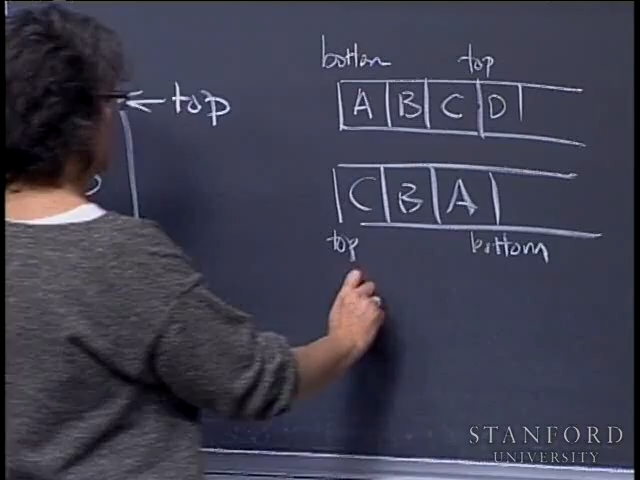 bottom top
← top
A B C D
C B A
top bottom
STANFORD
UNIVERSITY